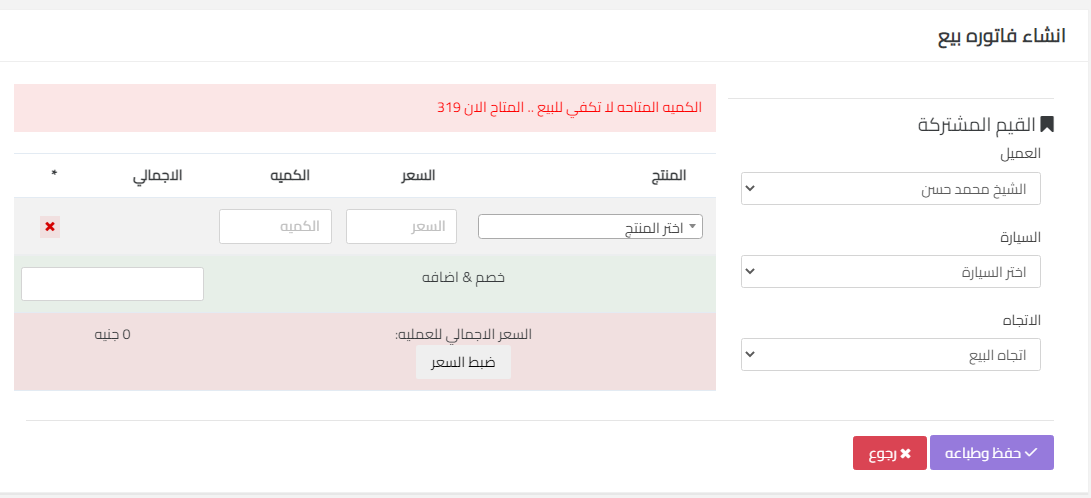 انشاء فاتوره بيع
القيم المشتركة
العميل
الشيخ محمد حسن
السيارة
اختر السيارة
الاتجاه
اتجاه البيع
الكميه المتاحه لا تكفي للبيع .. المتاح الان 319
المنتج السعر الكميه الاجمالي *
اختر المنتج السعر الكميه
خصم & اضافه
السعر الاجمالي للعمليه: 0 جنيه
ضبط السعر
حفظ وطباعه رجوع